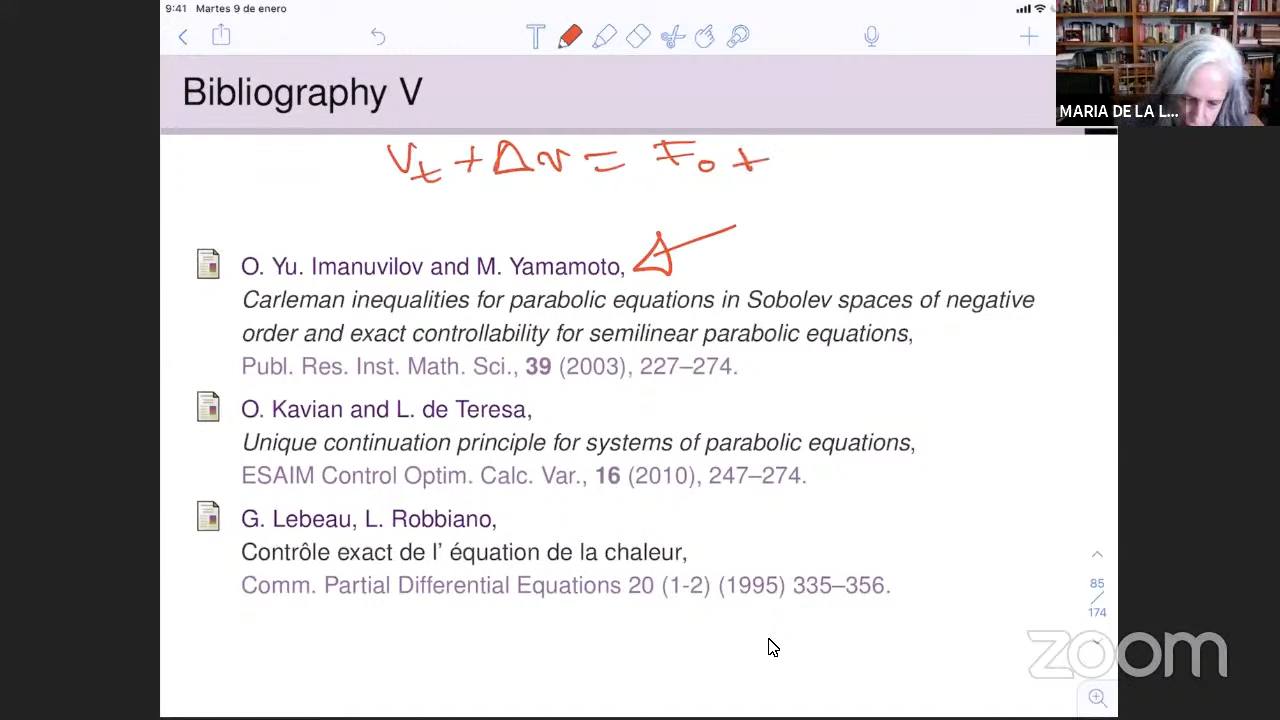 9:41 Martes 9 de enero
Bibliography V
MARIA DE LA L...
V_t + Δv = F_0 +
O. Yu. Imanuvilov and M. Yamamoto,
Carleman inequalities for parabolic equations in Sobolev spaces of negative
order and exact controllability for semilinear parabolic equations,
Publ. Res. Inst. Math. Sci., 39 (2003), 227–274.
O. Kavian and L. de Teresa,
Unique continuation principle for systems of parabolic equations,
ESAIM Control Optim. Calc. Var., 16 (2010), 247–274.
G. Lebeau, L. Robbiano,
Contrôle exact de l' équation de la chaleur,
Comm. Partial Differential Equations 20 (1-2) (1995) 335–356.
85
/
174
zoom